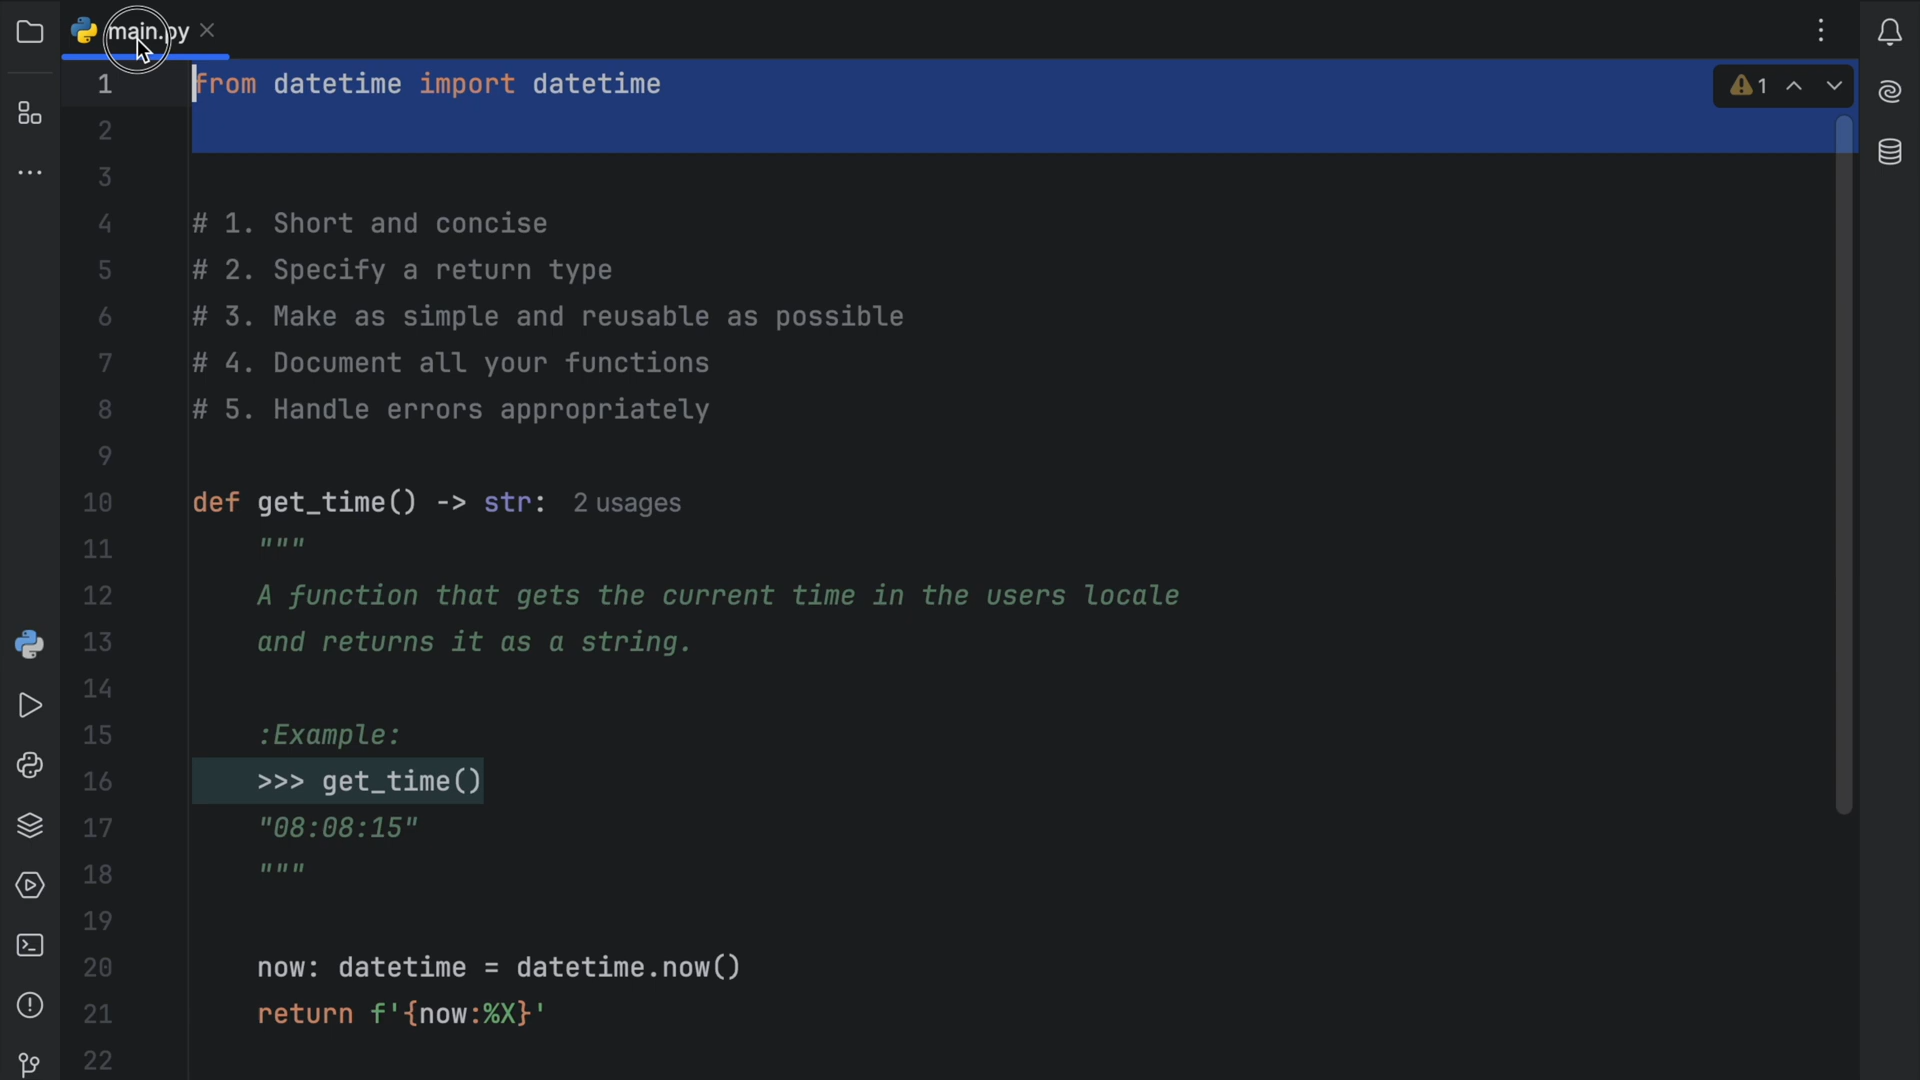 main.py
1 from datetime import datetime
1
2
3
4 # 1. Short and concise
5 # 2. Specify a return type
6 # 3. Make as simple and reusable as possible
7 # 4. Document all your functions
8 # 5. Handle errors appropriately
9
10 def get_time() -> str: 2 usages
11 """
12 A function that gets the current time in the users locale
13 and returns it as a string.
14
15 :Example:
16 >>> get_time()
17 "08:08:15"
18 """
19
20 now: datetime = datetime.now()
21 return f'{now:%X}'
22